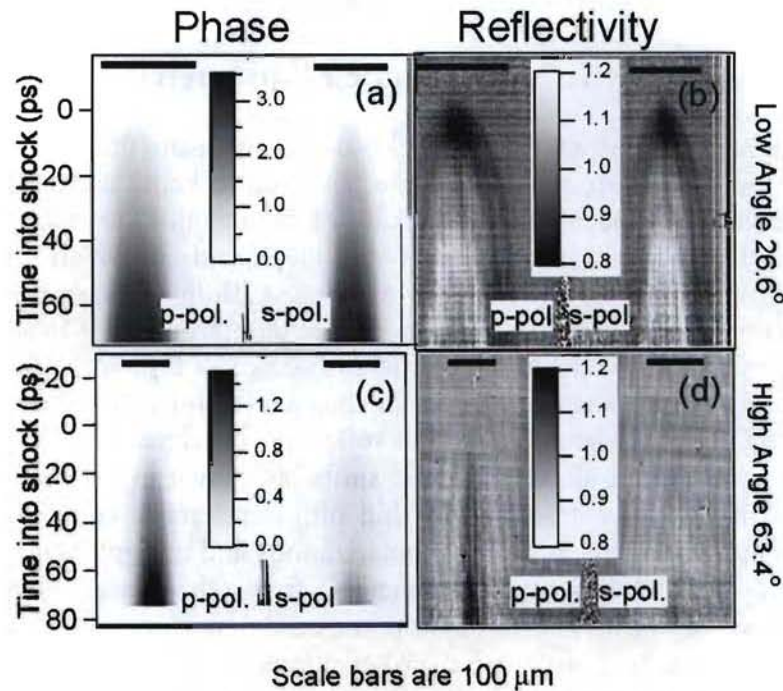 Phase Reflectivity
(a) (b)
Time into shock (ps)
0
20
40
60
3.0
2.0
1.0
0.0
1.2
1.1
1.0
0.9
0.8
p-pol. s-pol. p-pol. s-pol.
Low Angle 26.6°
(c) (d)
Time into shock (ps)
-20
0
20
40
60
80
1.2
0.8
0.4
0.0
1.2
1.1
1.0
0.9
0.8
p-pol. s-pol p-pol. s-pol.
High Angle 63.4°
Scale bars are 100 μm